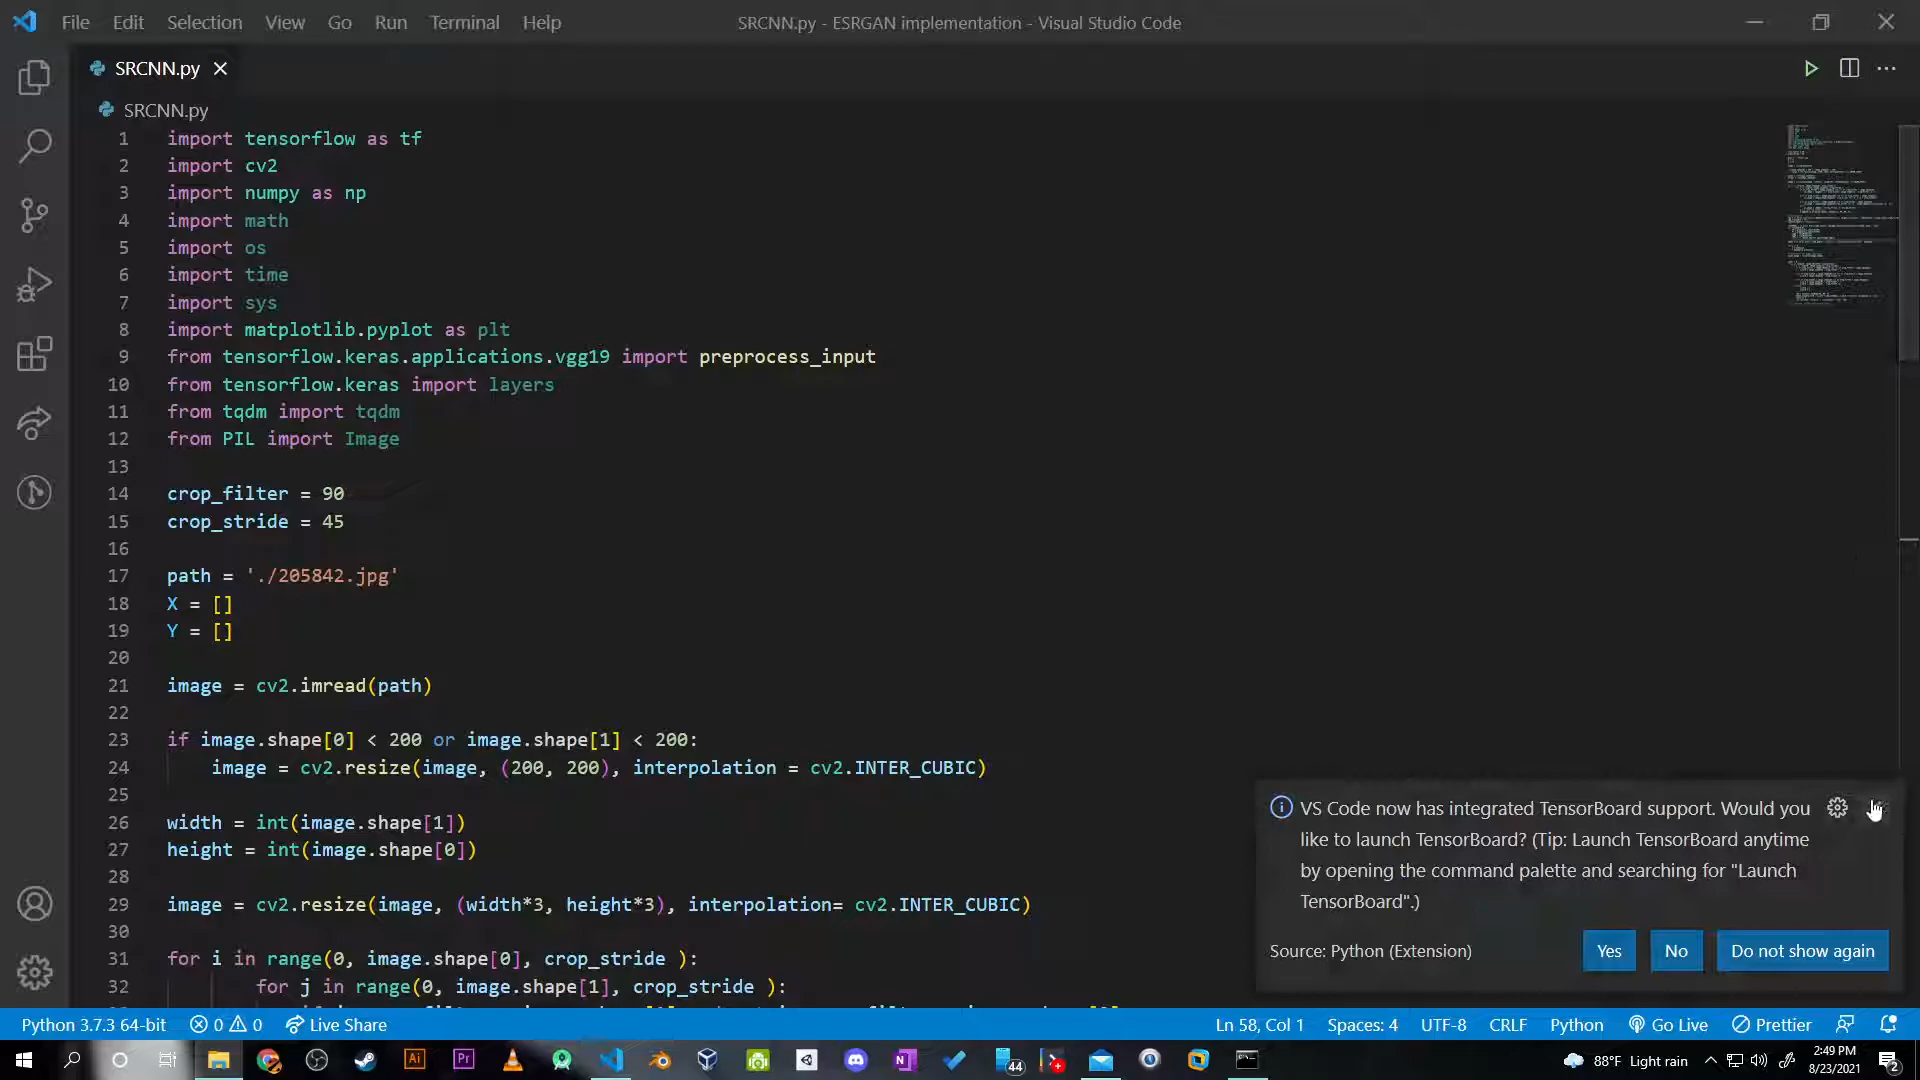 File Edit Selection View Go Run Terminal Help SRCNN.py - ESRGAN implementation - Visual Studio Code
SRCNN.py
SRCNN.py
1 import tensorflow as tf
2 import cv2
3 import numpy as np
4 import math
5 import os
6 import time
7 import sys
8 import matplotlib.pyplot as plt
9 from tensorflow.keras.applications.vgg19 import preprocess_input
10 from tensorflow.keras import layers
11 from tqdm import tqdm
12 from PIL import Image
13
14 crop_filter = 90
15 crop_stride = 45
16
17 path = './205842.jpg'
18 X = []
19 Y = []
20
21 image = cv2.imread(path)
22
23 if image.shape[0] < 200 or image.shape[1] < 200:
24 image = cv2.resize(image, (200, 200), interpolation = cv2.INTER_CUBIC)
25
26 width = int(image.shape[1])
27 height = int(image.shape[0])
28
29 image = cv2.resize(image, (width*3, height*3), interpolation= cv2.INTER_CUBIC)
30
31 for i in range(0, image.shape[0], crop_stride ):
32 for j in range(0, image.shape[1], crop_stride ):
VS Code now has integrated TensorBoard support. Would you
like to launch TensorBoard? (Tip: Launch TensorBoard anytime
by opening the command palette and searching for "Launch
TensorBoard".)
Source: Python (Extension) Yes No Do not show again
Python 3.7.3 64-bit 0 0 Live Share Ln 58, Col 1 Spaces: 4 UTF-8 CRLF Python Go Live Prettier
Ai Pr N 44 88°F Light rain 2:49 PM
8/23/2021 2